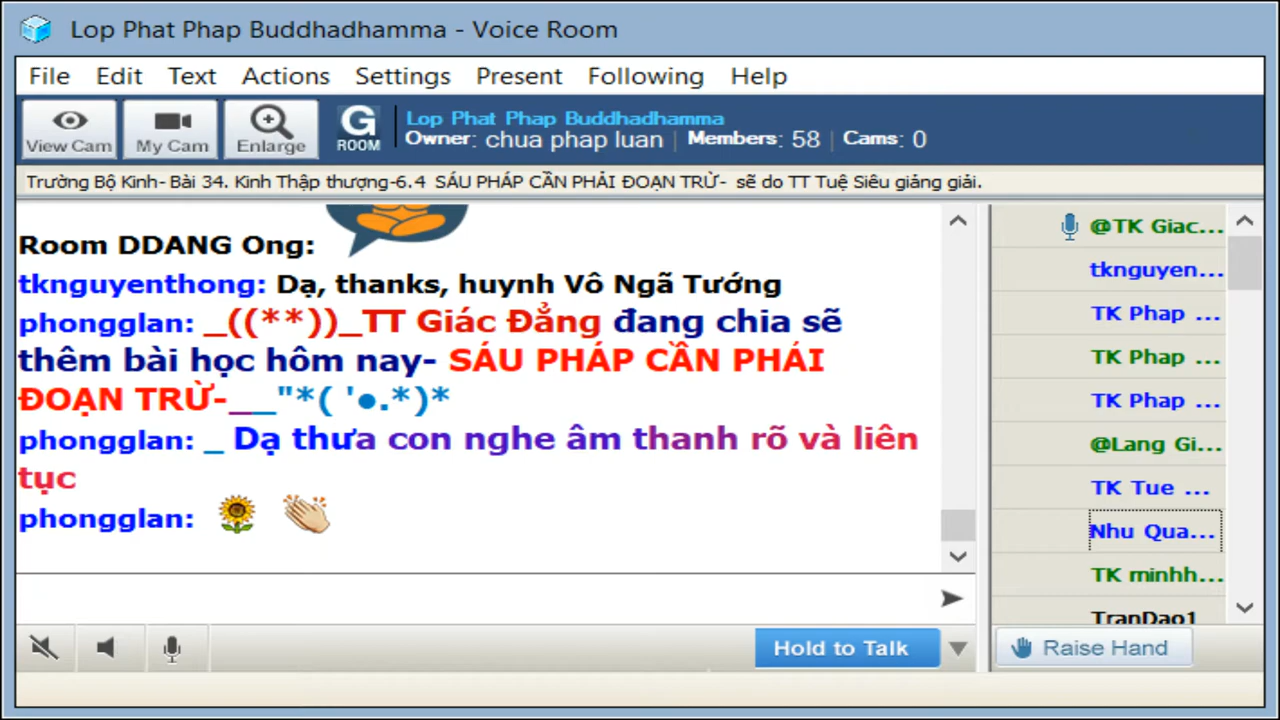 Lop Phat Phap Buddhadhamma - Voice Room
File Edit Text Actions Settings Present Following Help
View Cam My Cam Enlarge G ROOM
Lop Phat Phap Buddhadhamma
Owner: chua phap luan | Members: 58 | Cams: 0
Trường Bộ Kinh- Bài 34. Kinh Thập thượng-6.4 SÁU PHÁP CẦN PHẢI ĐOẠN TRỪ- sẽ do TT Tuệ Siêu giảng giải.
Room DDANG Ong:
tknguyenthong: Dạ, thanks, huynh Vô Ngã Tướng
phongglan: _((**))_TT Giác Đẳng đang chia sẽ
thêm bài học hôm nay- SÁU PHÁP CẦN PHẢI
ĐOẠN TRỪ-__"*( '●.*)*
phongglan: _ Dạ thưa con nghe âm thanh rõ và liên
tục
phongglan:
@TK Giac...
tknguyen...
TK Phap ...
TK Phap ...
TK Phap ...
@Lang Gi...
TK Tue ...
Nhu Qua...
TK minhh...
TranDao1
Hold to Talk
Raise Hand